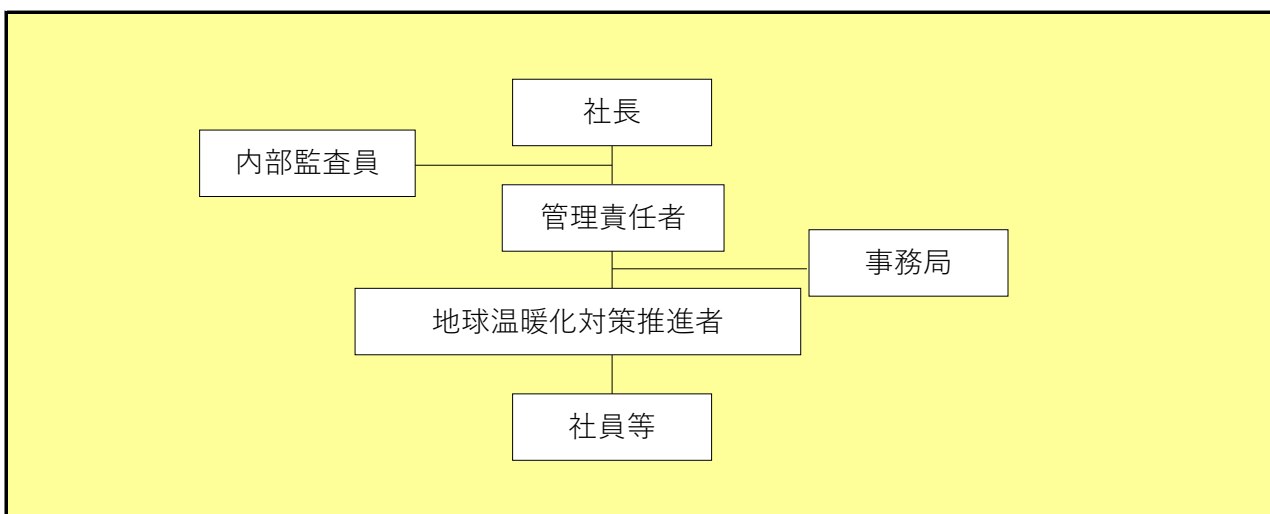 社長
内部監査員
管理責任者
事務局
地球温暖化対策推進者
社員等